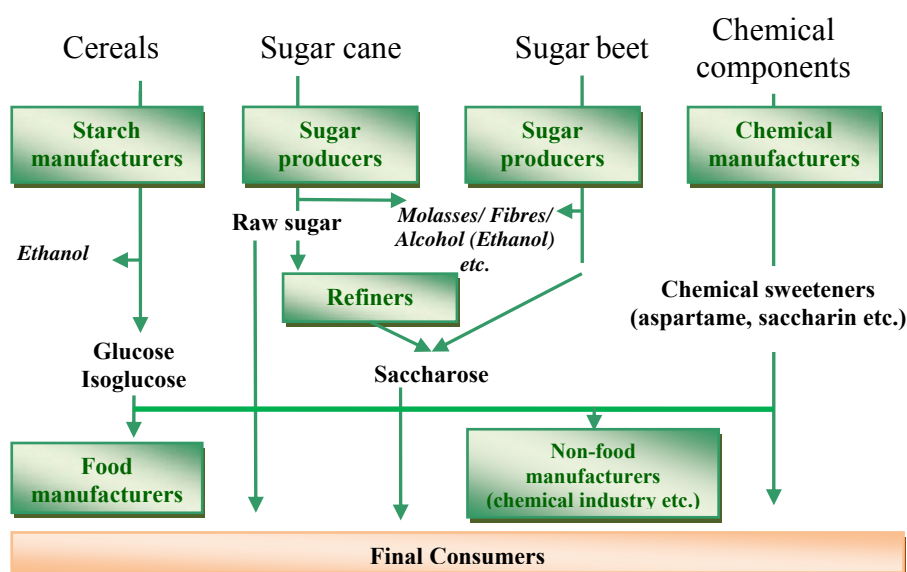 Cereals
Sugar cane
Sugar beet
Chemical
components
Starch
manufacturers
Sugar
producers
Sugar
producers
Chemical
manufacturers
Raw sugar
Molasses/ Fibres/
Alcohol (Ethanol)
etc.
Ethanol
Refiners
Chemical sweeteners
(aspartame, saccharin etc.)
Glucose
Isoglucose
Saccharose
Food
manufacturers
Non-food
manufacturers
(chemical industry etc.)
Final Consumers